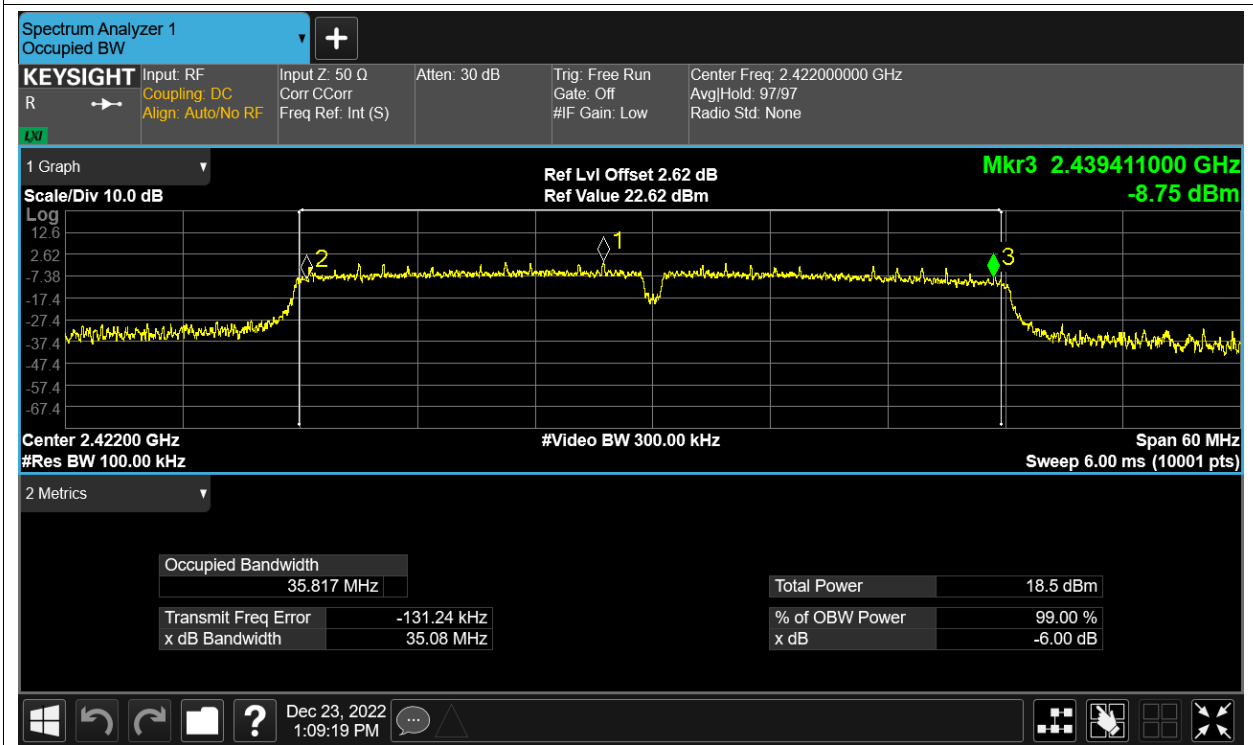 Spectrum Analyzer 1
Occupied BW
KEYSIGHT
R
LXI
Input: RF
Coupling: DC
Align: Auto/No RF
Input Z: 50 Ω
Corr CCorr
Freq Ref: Int (S)
Atten: 30 dB
Trig: Free Run
Gate: Off
#IF Gain: Low
Center Freq: 2.422000000 GHz
Avg|Hold: 97/97
Radio Std: None
1 Graph
Scale/Div 10.0 dB
Ref Lvl Offset 2.62 dB
Ref Value 22.62 dBm
Mkr3 2.439411000 GHz
-8.75 dBm
Log
12.6
2.62
-7.38
-17.4
-27.4
-37.4
-47.4
-57.4
-67.4
2
1
3
Center 2.42200 GHz
#Video BW 300.00 kHz
Span 60 MHz
#Res BW 100.00 kHz
Sweep 6.00 ms (10001 pts)
2 Metrics
Occupied Bandwidth
35.817 MHz
Total Power 18.5 dBm
Transmit Freq Error -131.24 kHz
% of OBW Power 99.00 %
x dB Bandwidth 35.08 MHz
x dB -6.00 dB
?
Dec 23, 2022
1:09:19 PM